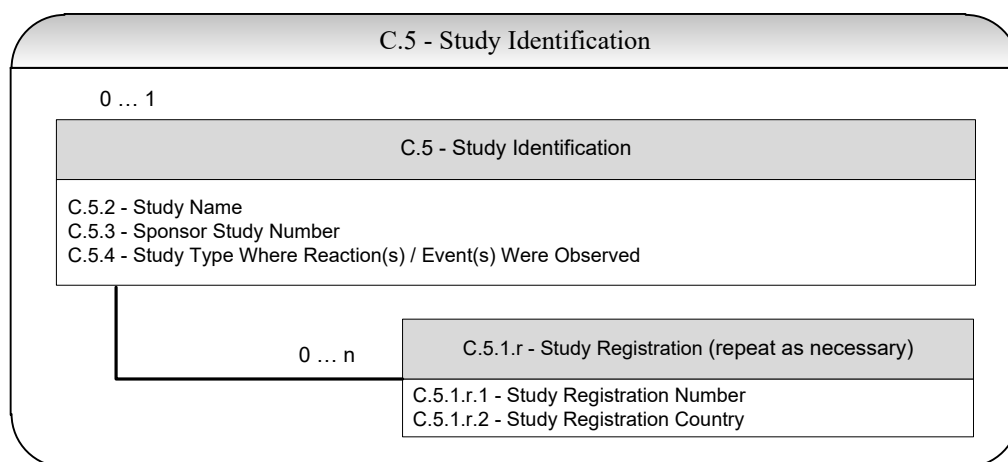 C.5 - Study Identification
0 … 1
C.5 - Study Identification
C.5.2 - Study Name
C.5.3 - Sponsor Study Number
C.5.4 - Study Type Where Reaction(s) / Event(s) Were Observed
0 … n
C.5.1.r - Study Registration (repeat as necessary)
C.5.1.r.1 - Study Registration Number
C.5.1.r.2 - Study Registration Country